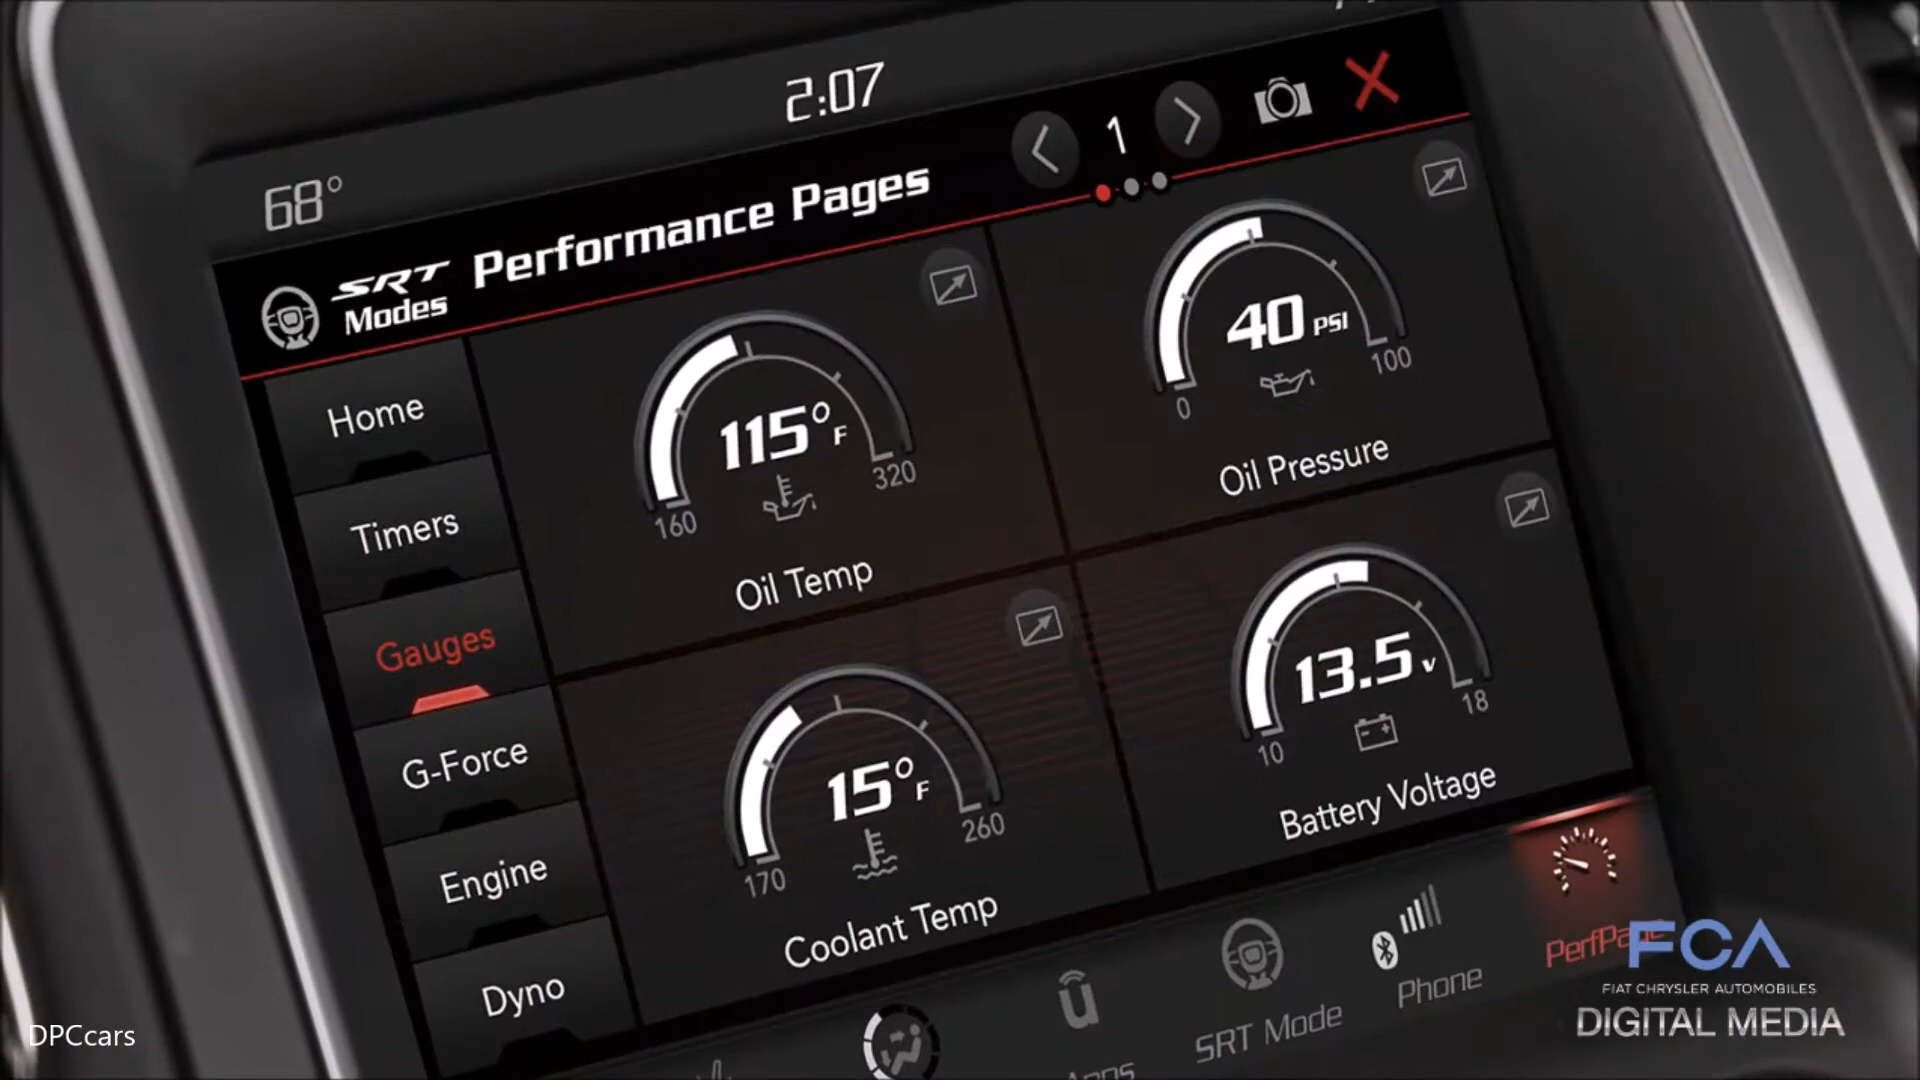 2:07
68°
SRT
Modes
Performance Pages
1
Home
Timers
Gauges
G-Force
Engine
Dyno
115°F
160
320
Oil Temp
40 PSI
0
100
Oil Pressure
15°F
170
260
Coolant Temp
13.5 V
10
18
Battery Voltage
Apps
SRT Mode
Phone
FCA
FIAT CHRYSLER AUTOMOBILES
DIGITAL MEDIA
DPCcars